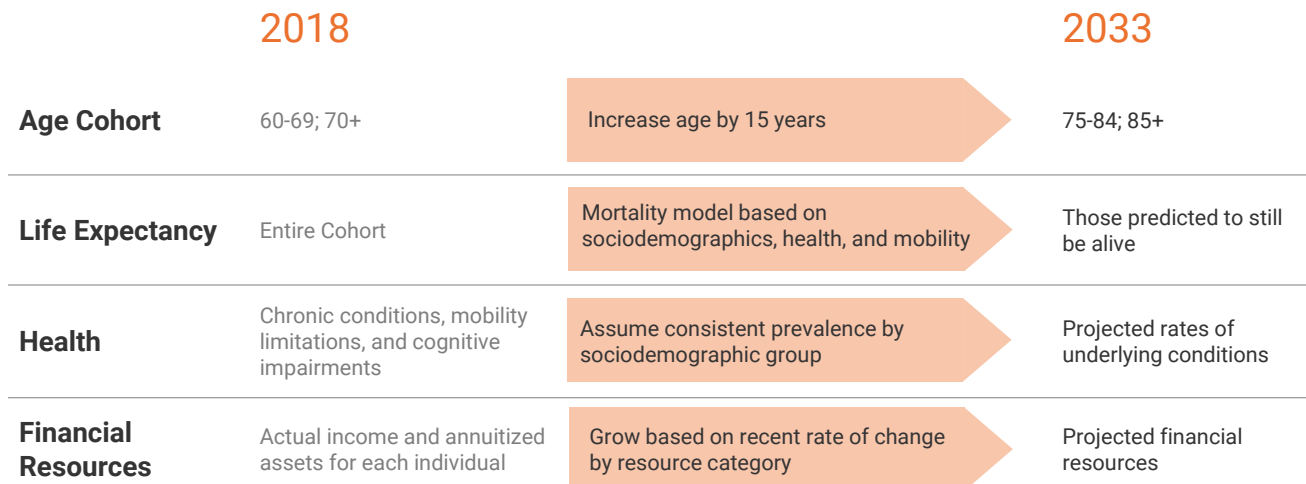 2018
2033
Age Cohort
60-69; 70+
Increase age by 15 years
75-84; 85+
Life Expectancy
Entire Cohort
Mortality model based on
sociodemographics, health, and mobility
Those predicted to still
be alive
Health
Chronic conditions, mobility
limitations, and cognitive
impairments
Assume consistent prevalence by
sociodemographic group
Projected rates of
underlying conditions
Financial
Resources
Actual income and annuitized
assets for each individual
Grow based on recent rate of change
by resource category
Projected financial
resources